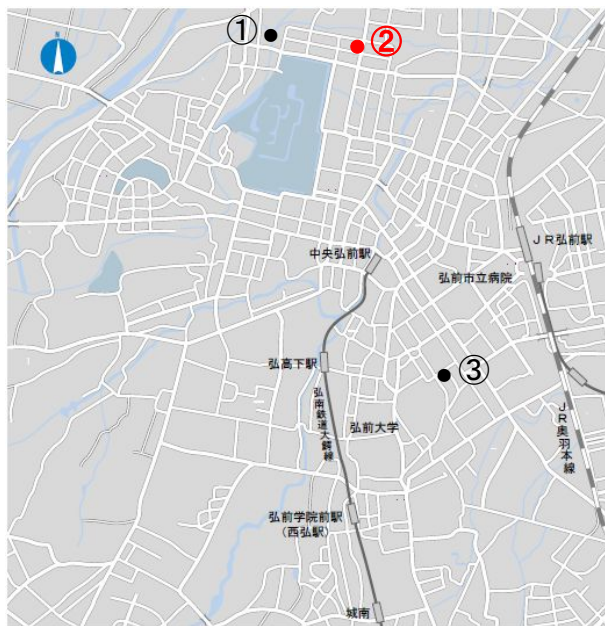 ①
②
JR弘前駅
中央弘前駅
弘前市立病院
弘高下駅
③
弘南鉄道大鰐線
弘前大学
JR奥羽本線
弘前学院前駅
(西弘駅)
城南